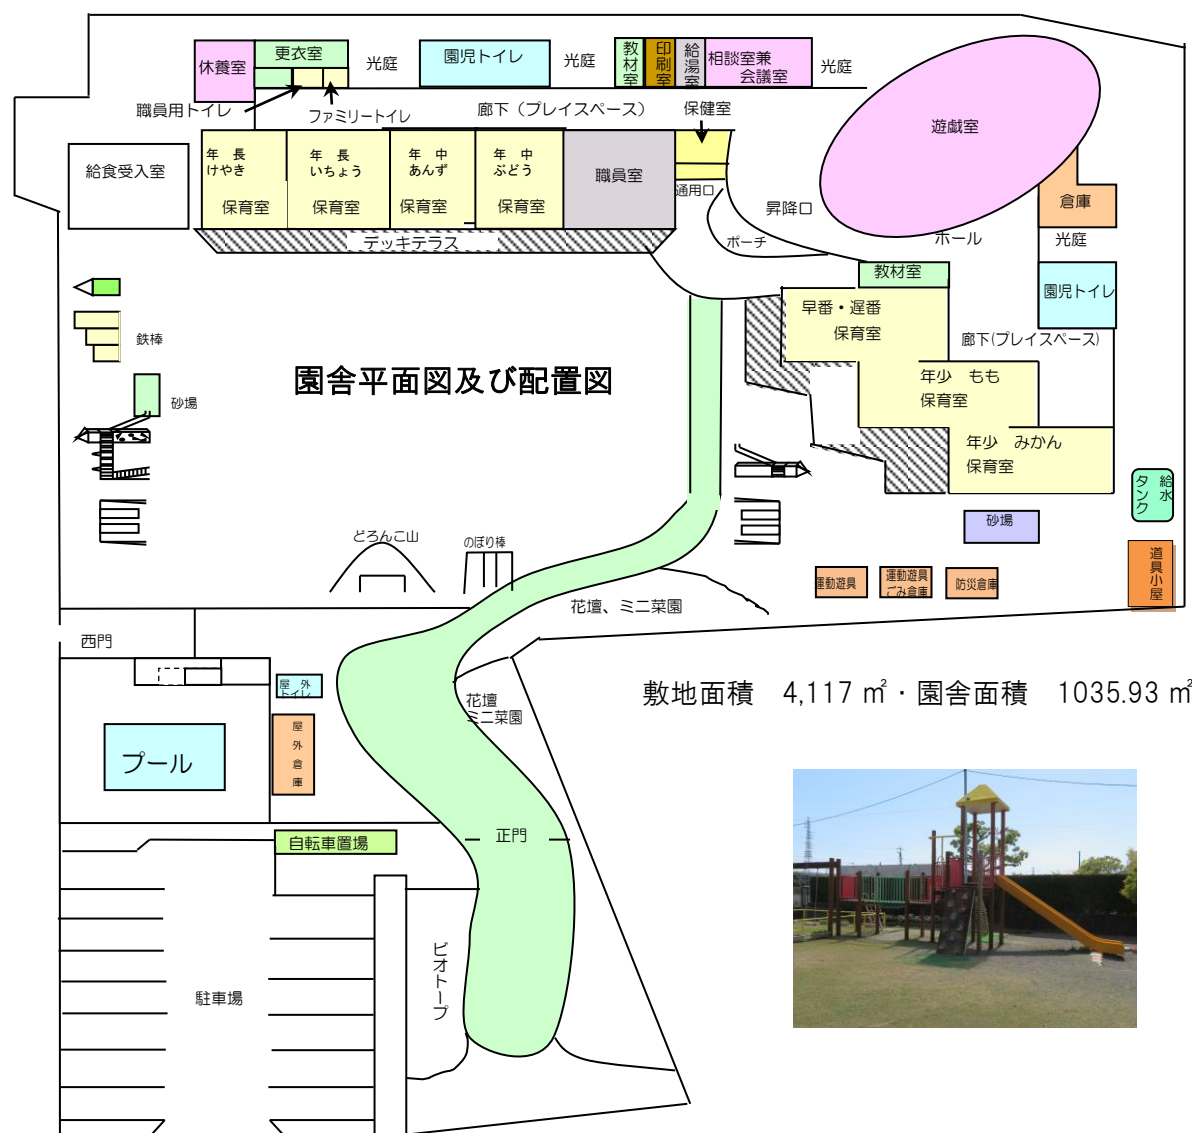 休養室
更衣室
光庭
園児トイレ
光庭
教材室
印刷室
給湯室
相談室兼
会議室
光庭
遊戯室
職員用トイレ
ファミリートイレ
廊下（プレイスペース）
保健室
給食受入室
年　長
けやき
保育室
年　長
いちょう
保育室
年　中
あんず
保育室
年　中
ぶどう
保育室
職員室
通用口
昇降口
倉庫
デッキテラス
ポーチ
ホール
光庭
教材室
園児トイレ
早番・遅番
保育室
廊下(プレイスペース)
鉄棒
園舎平面図及び配置図
年少　もも
保育室
砂場
年少　みかん
保育室
給水
タンク
砂場
どろんこ山
のぼり棒
道具小屋
運動遊具
運動遊具
ごみ倉庫
防災倉庫
花壇、ミニ菜園
西門
屋　外
トイレ
花壇
ミニ菜園
敷地面積　4,117 ㎡・園舎面積　1035.93 ㎡
屋外倉庫
プール
自転車置場
正門
ビオトープ
駐車場